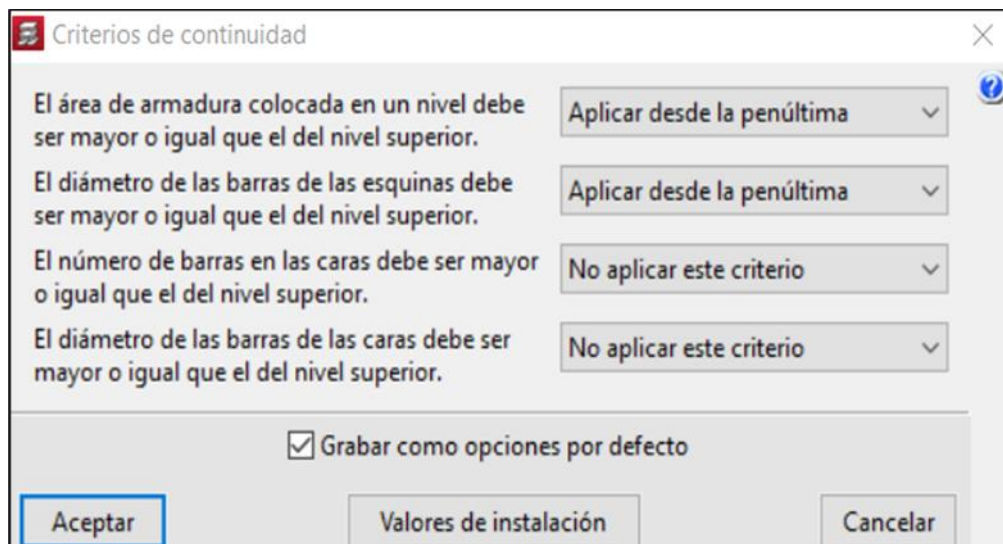 Criterios de continuidad
El área de armadura colocada en un nivel debe
ser mayor o igual que el del nivel superior.
Aplicar desde la penúltima
El diámetro de las barras de las esquinas debe
ser mayor o igual que el del nivel superior.
Aplicar desde la penúltima
El número de barras en las caras debe ser mayor
o igual que el del nivel superior.
No aplicar este criterio
El diámetro de las barras de las caras debe ser
mayor o igual que el del nivel superior.
No aplicar este criterio
Grabar como opciones por defecto
Aceptar
Valores de instalación
Cancelar